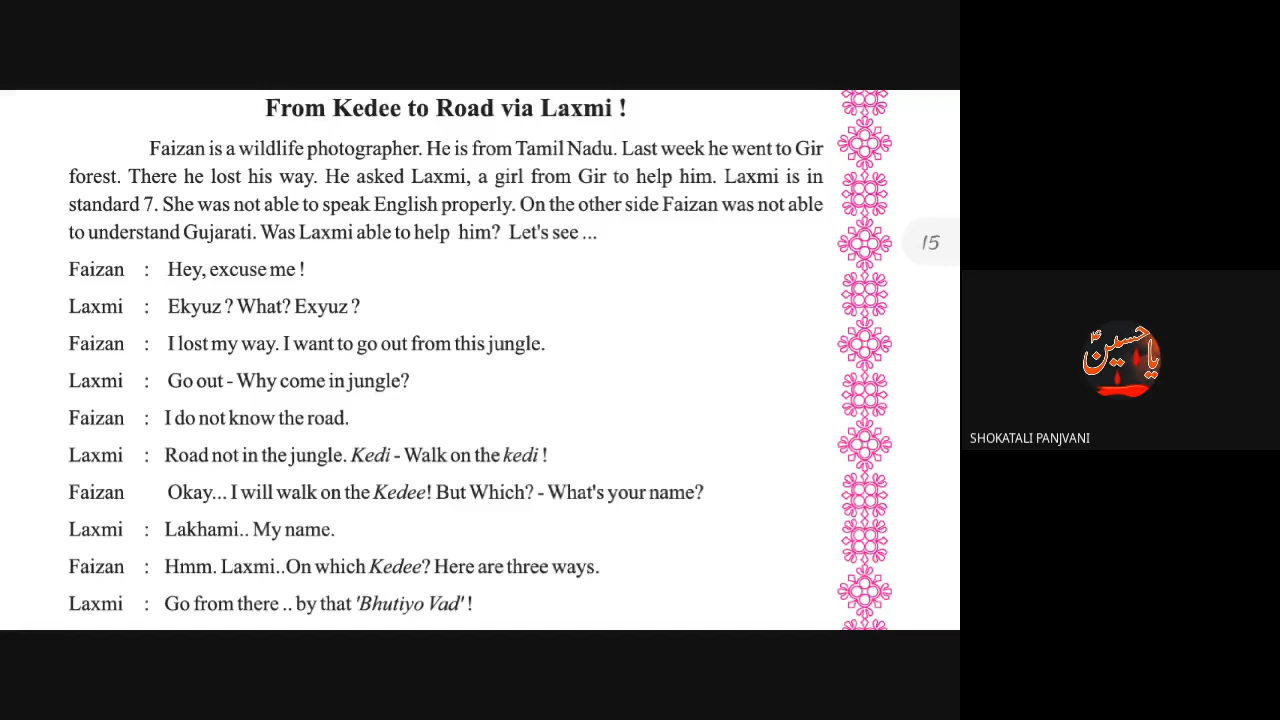 From Kedee to Road via Laxmi !
Faizan is a wildlife photographer. He is from Tamil Nadu. Last week he went to Gir
forest. There he lost his way. He asked Laxmi, a girl from Gir to help him. Laxmi is in
standard 7. She was not able to speak English properly. On the other side Faizan was not able
to understand Gujarati. Was Laxmi able to help him? Let's see ...
Faizan : Hey, excuse me !
Laxmi : Ekyuz ? What? Exyuz ?
Faizan : I lost my way. I want to go out from this jungle.
Laxmi : Go out - Why come in jungle?
Faizan : I do not know the road.
Laxmi : Road not in the jungle. Kedi - Walk on the kedi !
Faizan Okay... I will walk on the Kedee! But Which? - What's your name?
Laxmi : Lakhami.. My name.
Faizan : Hmm. Laxmi..On which Kedee? Here are three ways.
Laxmi : Go from there .. by that 'Bhutiyo Vad' !
15
یا حسینؑ
SHOKATALI PANJVANI